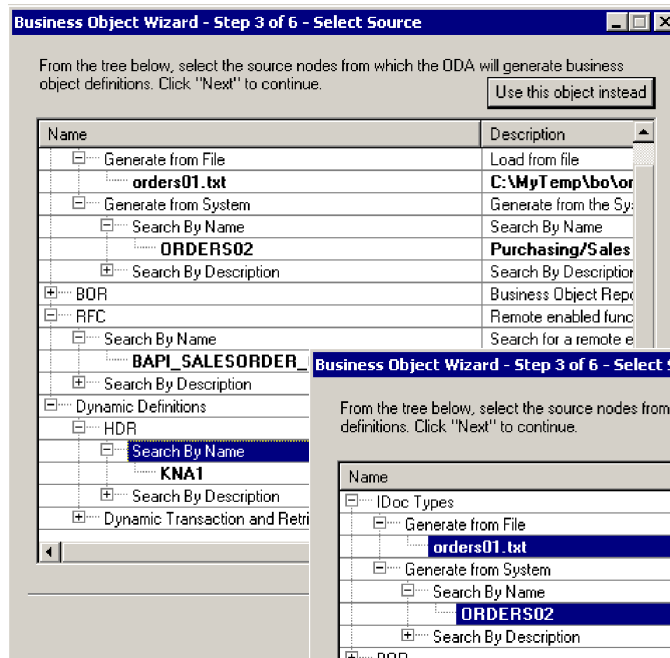 Business Object Wizard - Step 3 of 6 - Select Source
From the tree below, select the source nodes from which the ODA will generate business
object definitions. Click "Next" to continue.
Use this object instead
Name Description
Generate from File Load from file
orders01.txt C:\MyTemp\bo\or
Generate from System Generate from the Sy
Search By Name Search By Name
ORDERS02 Purchasing/Sales
Search By Description Search By Description
BOR Business Object Repo
RFC Remote enabled func
Search By Name Search for a remote e
BAPI_SALESORDER_
Search By Description
Dynamic Definitions
HDR
Search By Name
KNA1
Search By Description
Dynamic Transaction and Retri
Business Object Wizard - Step 3 of 6 - Select S
From the tree below, select the source nodes from
definitions. Click "Next" to continue.
Name
IDoc Types
Generate from File
orders01.txt
Generate from System
Search By Name
ORDERS02
Search By Description
BOR